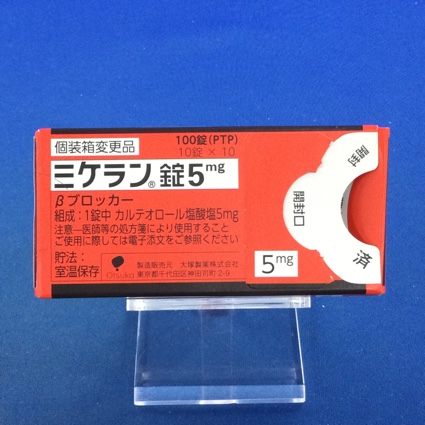 個装箱変更品
100錠(PTP)
10錠 × 10
ミケラン®錠5mg
βブロッカー
組成:1錠中 カルテオロール塩酸塩5mg
注意―医師等の処方箋により使用すること
ご使用に際しては電子添文をご参照ください
貯法:
室温保存
Otsuka
製造販売元 大塚製薬株式会社
東京都千代田区神田司町2-9
5mg
開封
開封口
済